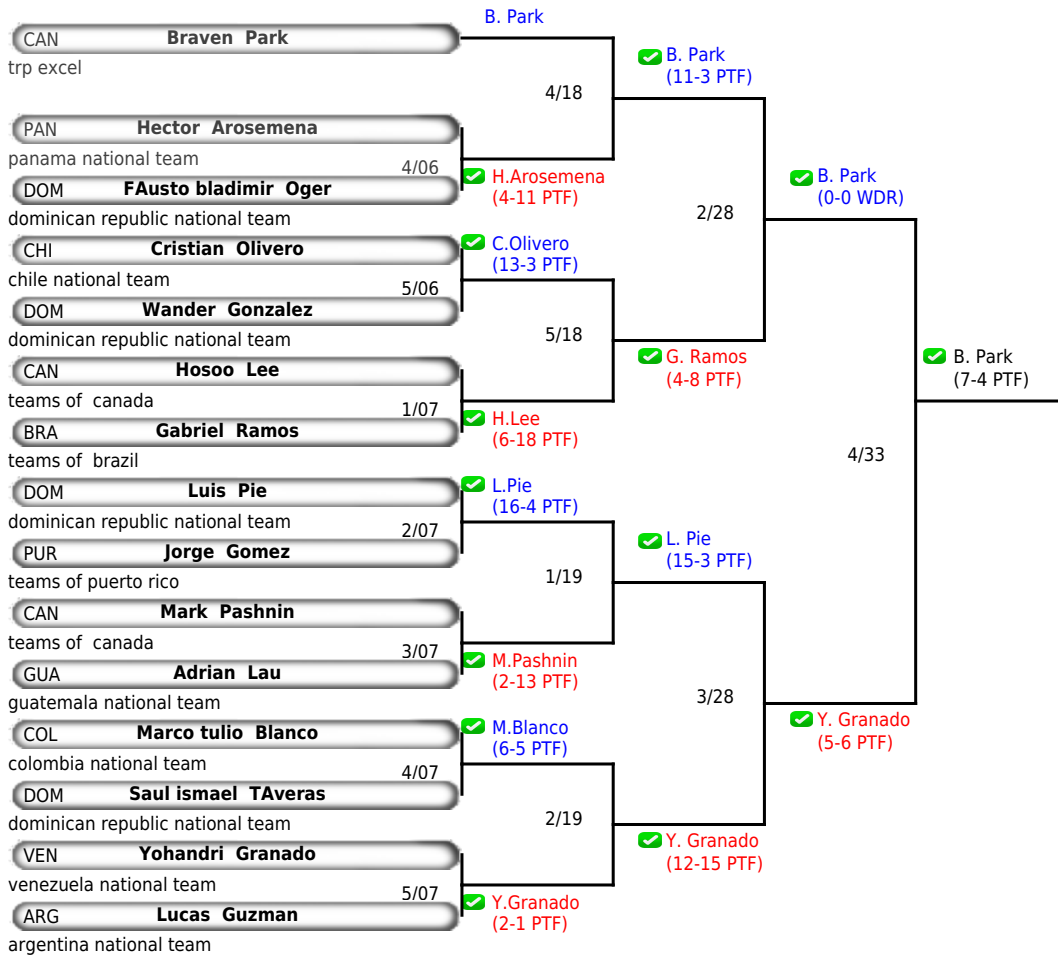 B. Park
CAN Braven Park
trp excel
B. Park
(11-3 PTF)
4/18
PAN Hector Arosemena
panama national team
4/06
H.Arosemena
(4-11 PTF)
DOM FAusto bladimir Oger
dominican republic national team
B. Park
(0-0 WDR)
2/28
CHI Cristian Olivero
chile national team
C.Olivero
(13-3 PTF)
5/06
DOM Wander Gonzalez
dominican republic national team
5/18
G. Ramos
(4-8 PTF)
CAN Hosoo Lee
teams of canada
1/07
H.Lee
(6-18 PTF)
BRA Gabriel Ramos
teams of brazil
B. Park
(7-4 PTF)
4/33
DOM Luis Pie
dominican republic national team
L.Pie
(16-4 PTF)
2/07
PUR Jorge Gomez
teams of puerto rico
L. Pie
(15-3 PTF)
1/19
CAN Mark Pashnin
teams of canada
3/07
M.Pashnin
(2-13 PTF)
GUA Adrian Lau
guatemala national team
3/28
Y. Granado
(5-6 PTF)
COL Marco tulio Blanco
colombia national team
M.Blanco
(6-5 PTF)
4/07
DOM Saul ismael TAveras
dominican republic national team
2/19
Y. Granado
(12-15 PTF)
VEN Yohandri Granado
venezuela national team
5/07
Y.Granado
(2-1 PTF)
ARG Lucas Guzman
argentina national team